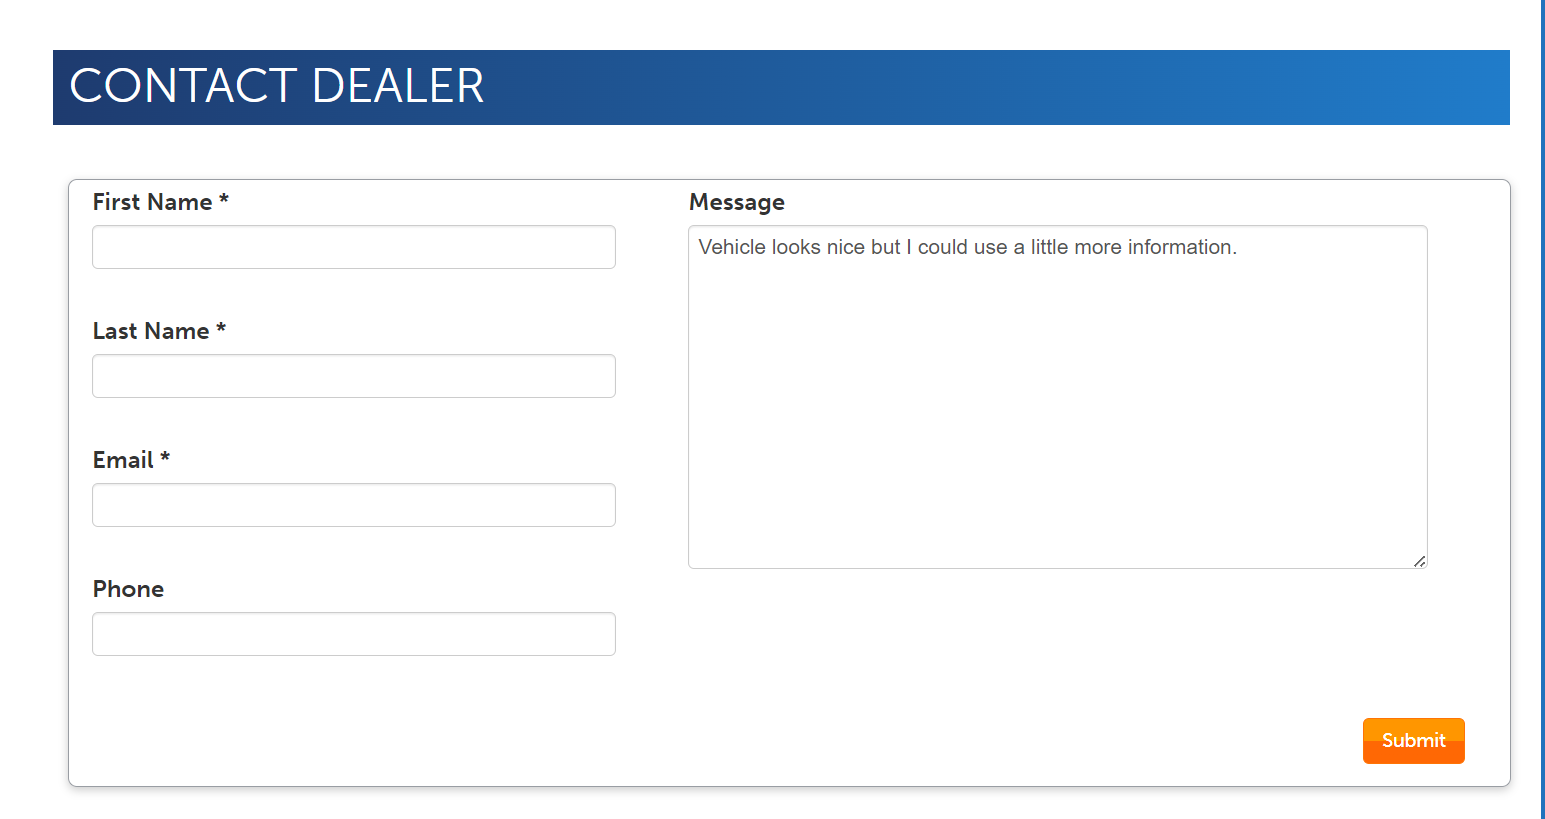 CONTACT DEALER
First Name *
Last Name *
Email *
Phone
Message
Vehicle looks nice but I could use a little more information.
Submit